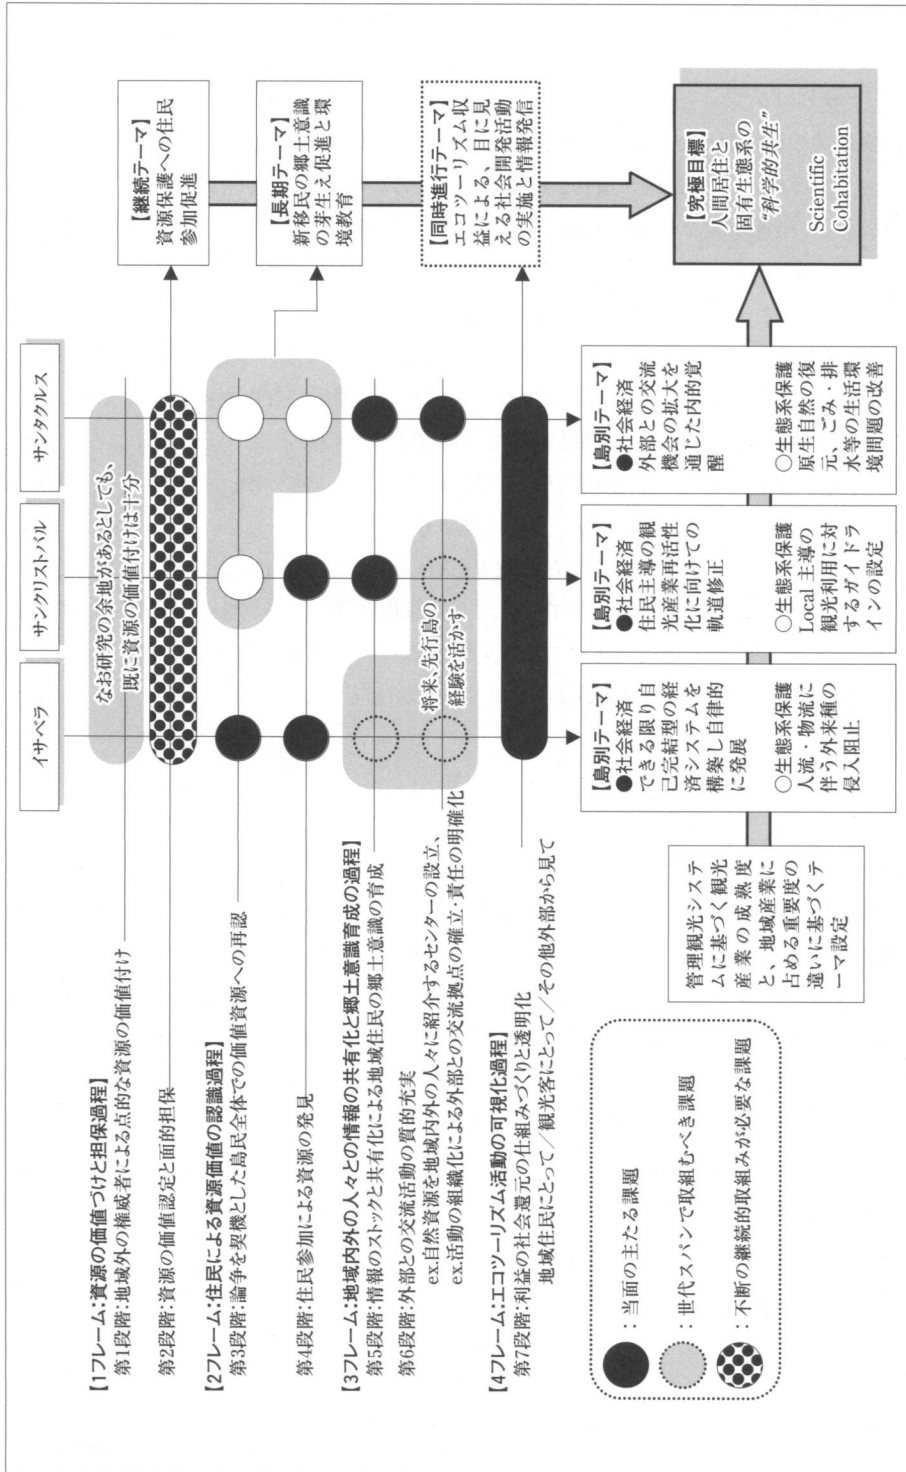 イサベラ
サンクリストバル
サンタクルス
【1フレーム:資源の価値づけと担保過程】
第1段階:地域外の権威者による点的な資源の価値付け
なお研究の余地があるとしても、
既に資源の価値付けは十分
第2段階:資源の価値認定と面的担保
【2フレーム:住民による資源価値の認識過程】
第3段階:論争を契機とした島民全体での価値資源への再認
第4段階:住民参加による資源の発見
【3フレーム:地域内外の人々との情報の共有化と郷土意識育成の過程】
第5段階:情報のストックと共有化による地域住民の郷土意識の育成
第6段階:外部との交流活動の質的充実
ex.自然資源を地域内外の人々に紹介するセンターの設立、
ex.活動の組織化による外部との交流拠点の確立・責任の明確化
将来、先行島の
経験を活かす
【4フレーム:エコツーリズム活動の可視化過程】
第7段階:利益の社会還元の仕組みづくりと透明化
地域住民にとって/観光客にとって/その他外部から見て
【継続テーマ】
資源保護への住民
参加促進
【長期テーマ】
新移民の郷土意識
の芽生え促進と環
境教育
【同時進行テーマ】
エコツーリズム収
益による、目に見
える社会開発活動
の実施と情報発信
【究極目標】
人間居住と
固有生態系の
“科学的共生”
Scientific
Cohabitation
:当面の主たる課題
:世代スパンで取組むべき課題
:不断の継続的取組みが必要な課題
管理観光システ
ムに基づく観光
産業の成熟度
と、地域産業に
占める重要度の
違いに基づくテ
ーマ設定
【島別テーマ】
●社会経済
できる限り自
己完結型の経
済システムを
構築し自律的
に発展
○生態系保護
人流・物流に
伴う外来種の
侵入阻止
【島別テーマ】
●社会経済
住民主導の観
光産業再活性
化に向けての
軌道修正
○生態系保護
Local 主導の
観光利用に対
するガイドラ
インの設定
【島別テーマ】
●社会経済
外部との交流
機会の拡大を
通じた内的覚
醒
○生態系保護
原生自然の復
元、ごみ・排
水等の生活環
境問題の改善